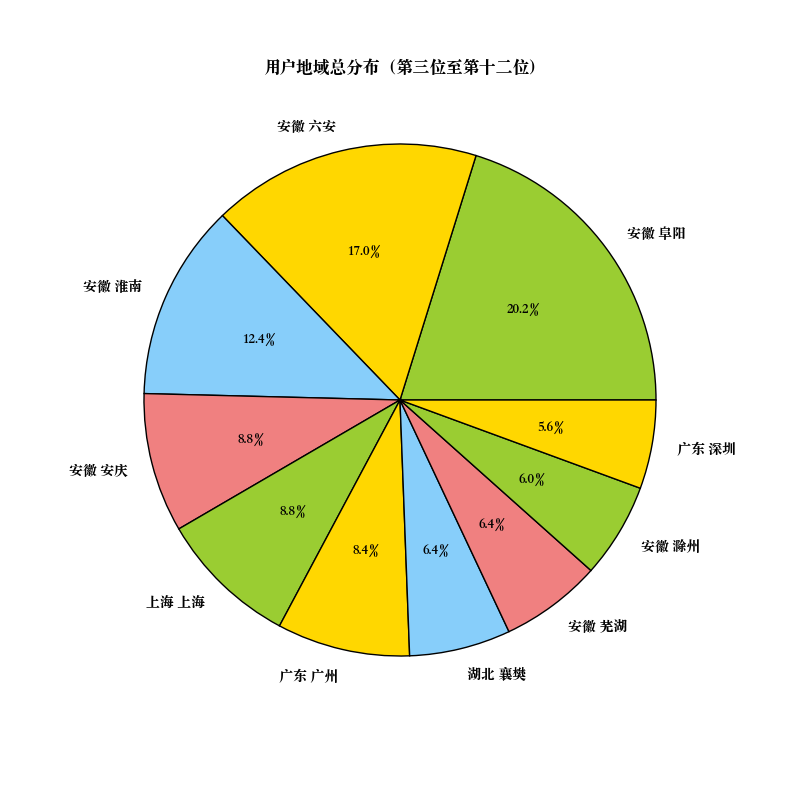 用户地域总分布（第三位至第十二位）
安徽 六安
安徽 阜阳
17.0%
安徽 淮南
20.2%
12.4%
5.6%
8.8%
广东 深圳
安徽 安庆
6.0%
8.8%
6.4%
8.4%
6.4%
安徽 滁州
上海 上海
安徽 芜湖
广东 广州
湖北 襄樊